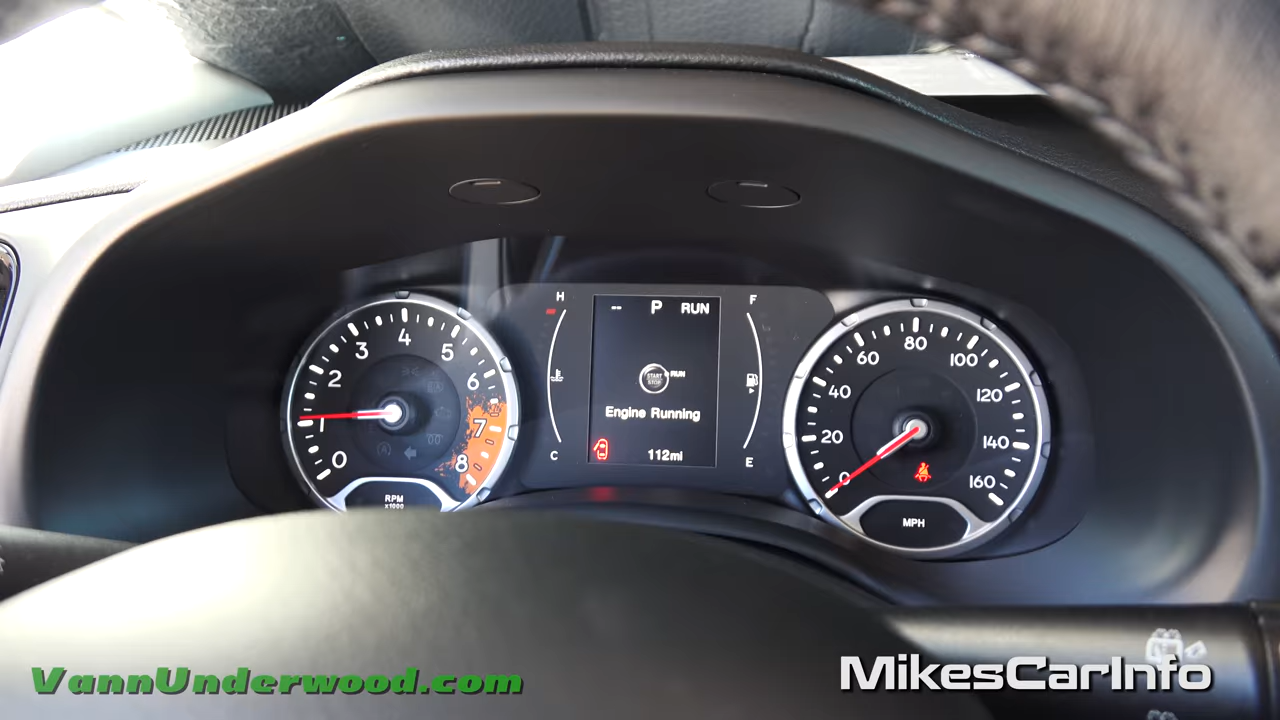 H
-- P RUN
F
START
STOP
RUN
Engine Running
C
112mi
E
0
1
2
3
4
5
6
7
8
RPM
x1000
0
20
40
60
80
100
120
140
160
MPH
VannUnderwood.com
MikesCarInfo